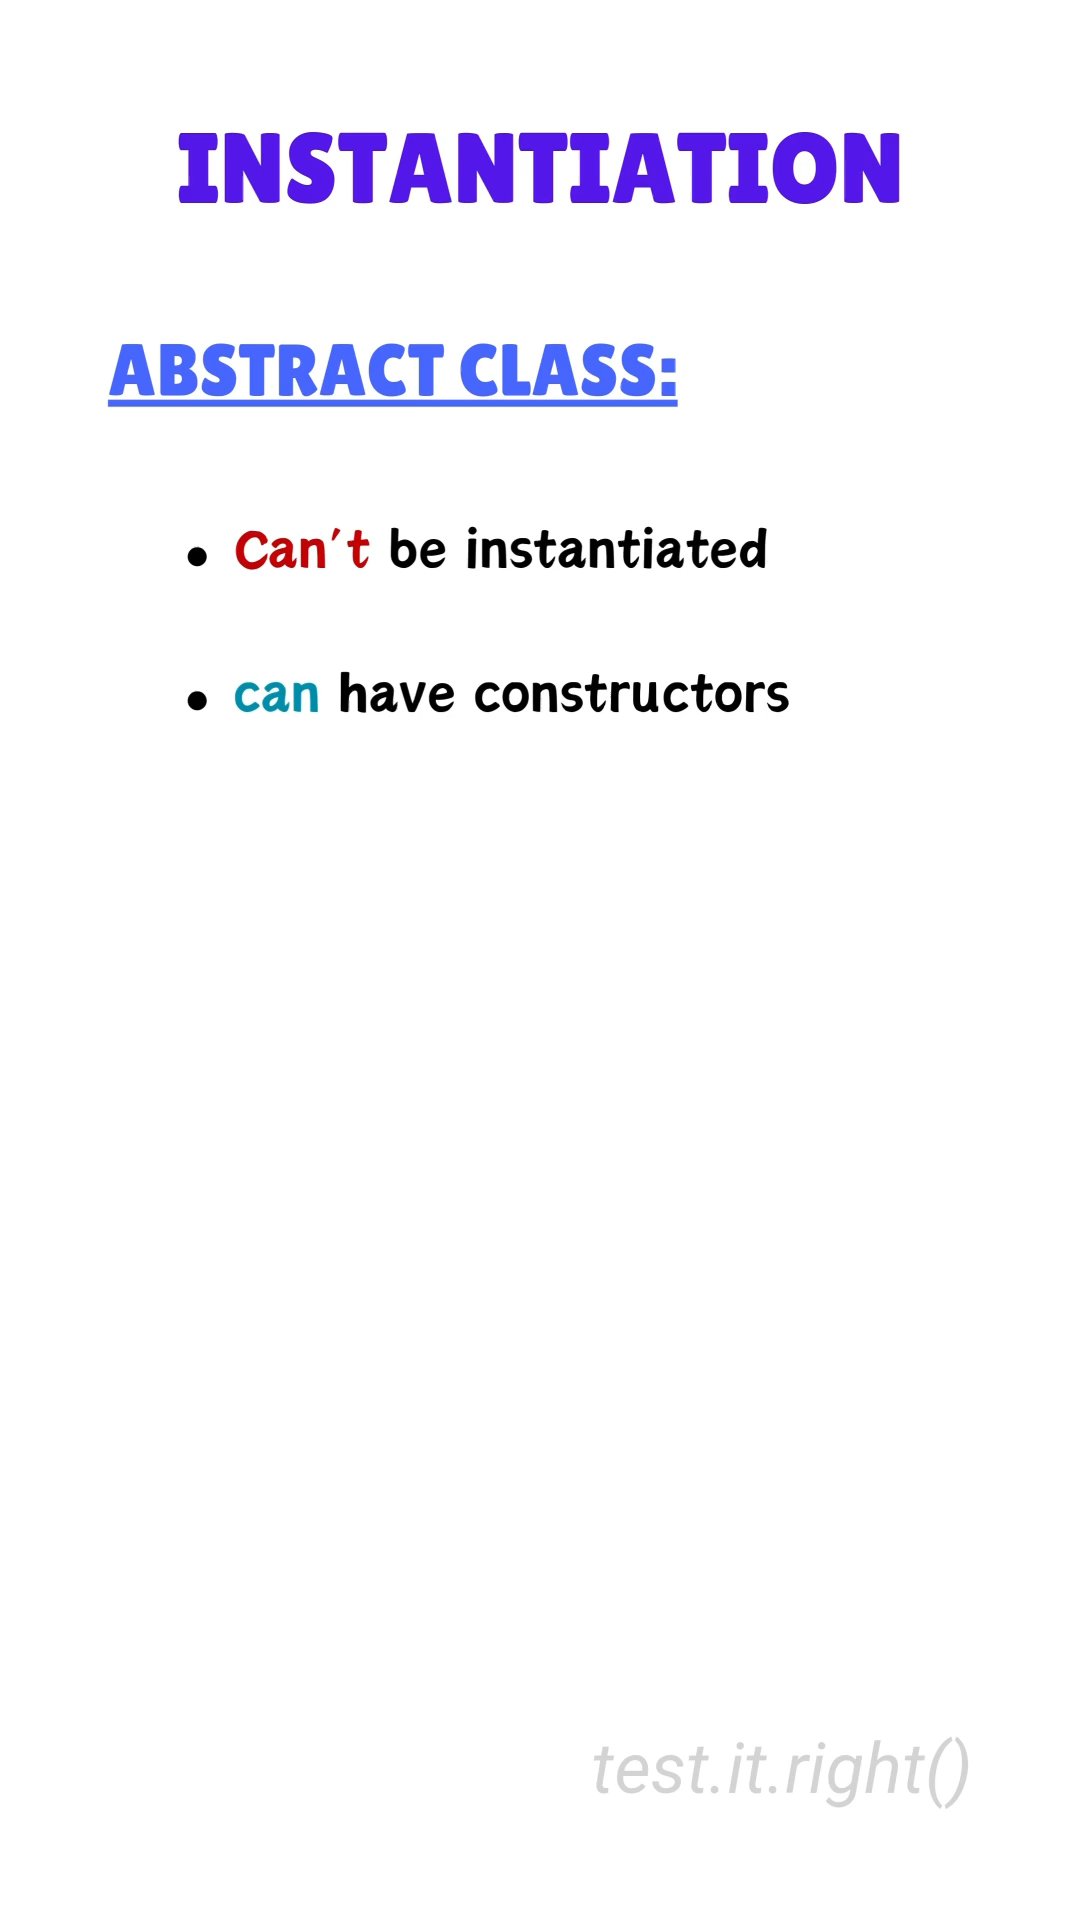 INSTANTIATION
ABSTRACT CLASS:
• Can't be instantiated
• can have constructors
test.it.right()